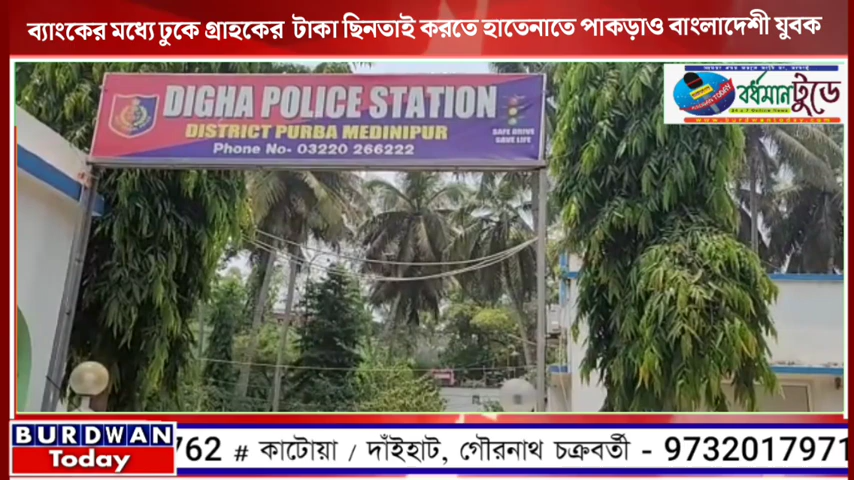 ব্যাংকের মধ্যে ঢুকে গ্রাহকের টাকা ছিনতাই করতে হাতেনাতে পাকড়াও বাংলাদেশী যুবক
DIGHA POLICE STATION
DISTRICT PURBA MEDINIPUR
Phone No- 03220 266222
SAFE DRIVE
SAVE LIFE
বর্ধমান টুডে
BURDWAN
Today
762 # কাটোয়া / দাঁইহাট, গৌরনাথ চক্রবর্তী - 9732017971